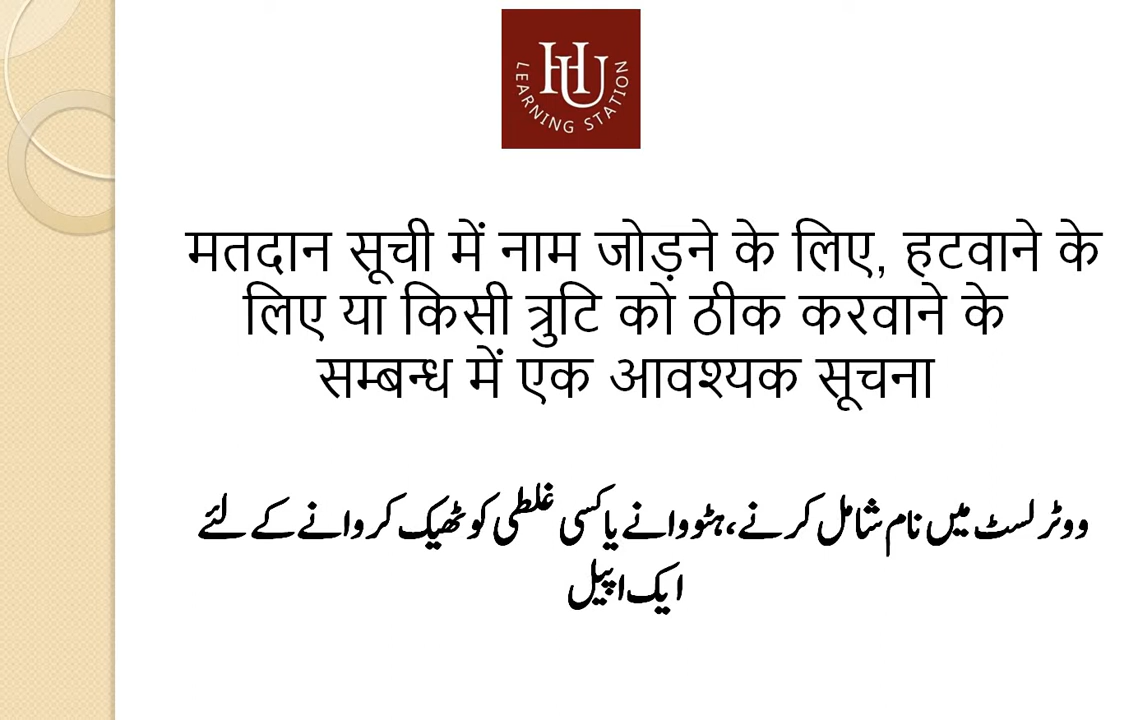 HU
LEARNING STATION
मतदान सूची में नाम जोड़ने के लिए, हटवाने के
लिए या किसी त्रुटि को ठीक करवाने के
सम्बन्ध में एक आवश्यक सूचना
ووٹر لسٹ میں نام شامل کرنے،ہٹووانے یا کسی غلطی کو ٹھیک کروانے کے لئے
ایک اپیل